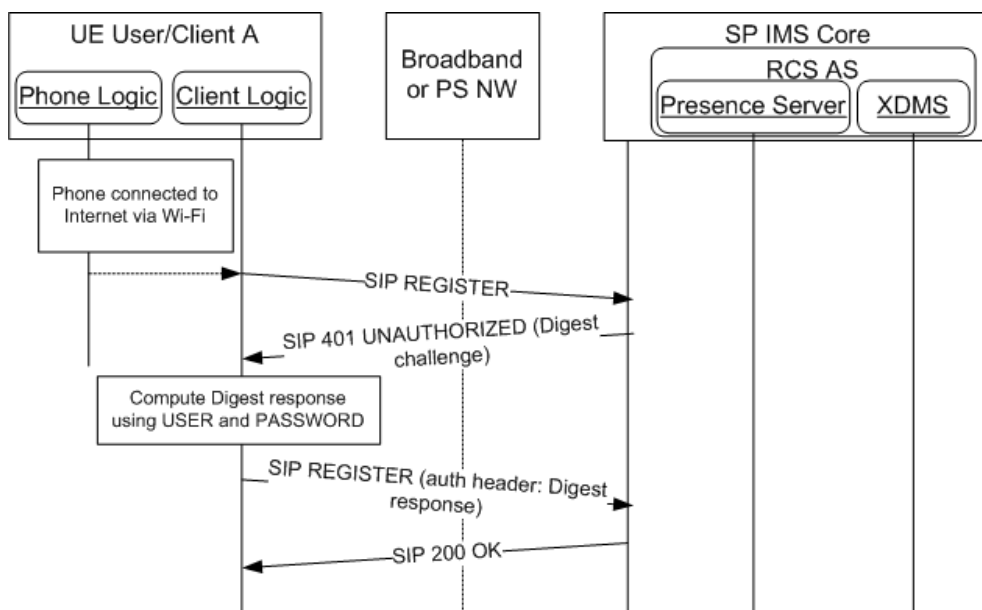 UE User/Client A
Phone Logic
Client Logic
Broadband
or PS NW
SP IMS Core
RCS AS
Presence Server
XDMS
Phone connected to
Internet via Wi-Fi
SIP REGISTER
SIP 401 UNAUTHORIZED (Digest
challenge)
Compute Digest response
using USER and PASSWORD
SIP REGISTER (auth header: Digest
response)
SIP 200 OK